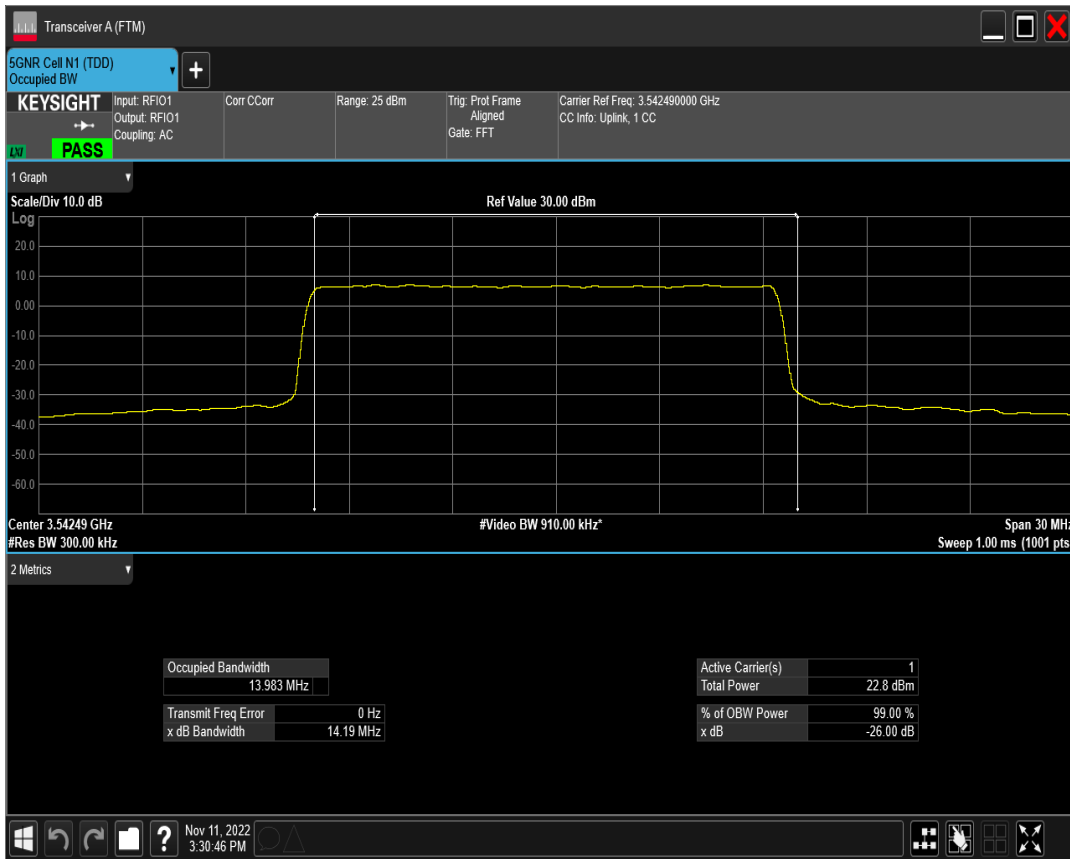 Transceiver A (FTM)
5GNR Cell N1 (TDD)
Occupied BW
+
KEYSIGHT
LXI
PASS
Input: RFIO1
Output: RFIO1
Coupling: AC
Corr CCorr
Range: 25 dBm
Trig: Prot Frame
Aligned
Gate: FFT
Carrier Ref Freq: 3.542490000 GHz
CC Info: Uplink, 1 CC
1 Graph
Scale/Div 10.0 dB
Ref Value 30.00 dBm
Log
20.0
10.0
0.00
-10.0
-20.0
-30.0
-40.0
-50.0
-60.0
Center 3.54249 GHz
#Video BW 910.00 kHz*
Span 30 MHz
#Res BW 300.00 kHz
Sweep 1.00 ms (1001 pts
2 Metrics
Occupied Bandwidth
13.983 MHz
Transmit Freq Error 0 Hz
x dB Bandwidth 14.19 MHz
Active Carrier(s) 1
Total Power 22.8 dBm
% of OBW Power 99.00 %
x dB -26.00 dB
?
Nov 11, 2022
3:30:46 PM